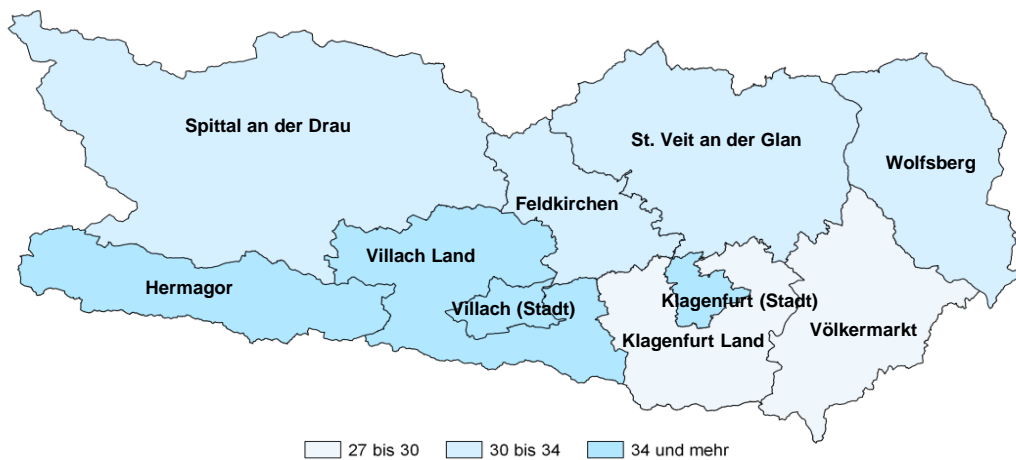 Spittal an der Drau
St. Veit an der Glan
Wolfsberg
Feldkirchen
Villach Land
Hermagor
Villach (Stadt)
Klagenfurt (Stadt)
Völkermarkt
Klagenfurt Land
27 bis 30
30 bis 34
34 und mehr